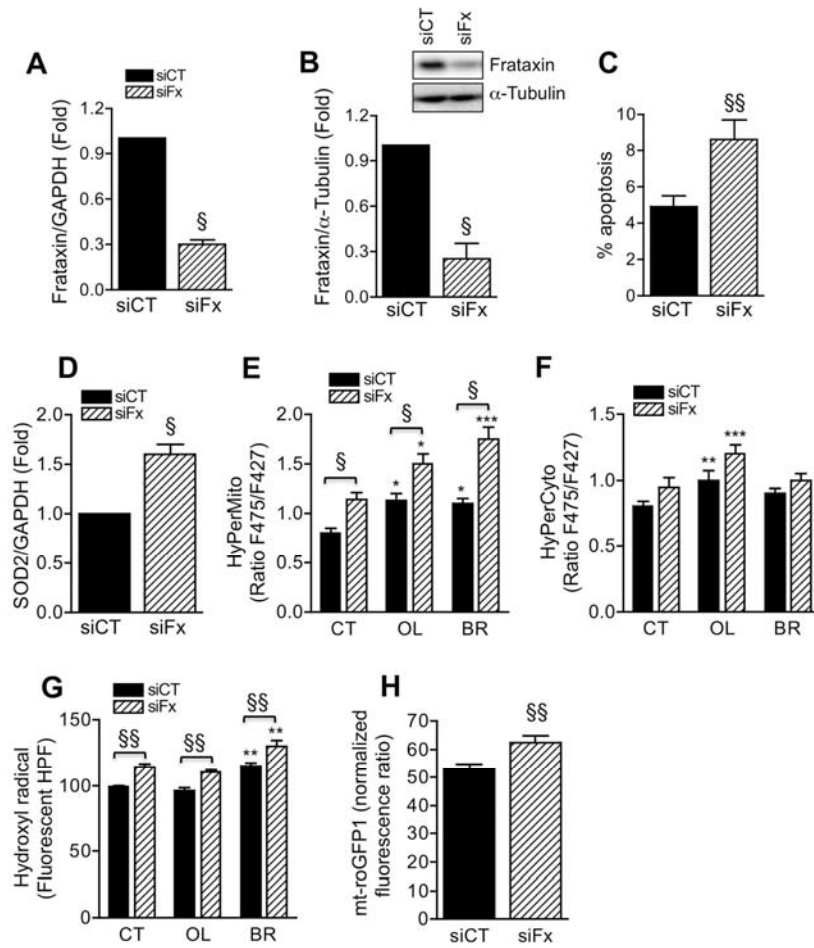 A
siCT
siFx
Frataxin/GAPDH (Fold)
1.2
0.9
0.6
0.3
0.0
§
siCT siFx
B
siCT siFx
Frataxin
α-Tubulin
Frataxin/α-Tubulin (Fold)
1.2
0.9
0.6
0.3
0.0
§
siCT siFx
C
% apoptosis
10
8
6
4
2
0
§§
siCT siFx
D
SOD2/GAPDH (Fold)
2.0
1.5
1.0
0.5
0.0
§
siCT siFx
E
siCT
siFx
HyPerMito
(Ratio F475/F427)
2.0
1.5
1.0
0.5
0.0
§ § §
* * * ***
CT OL BR
F
siCT
siFx
HyPerCyto
(Ratio F475/F427)
1.5
1.0
0.5
0.0
** ***
CT OL BR
G
siCT
siFx
Hydroxyl radical
(Fluorescent HPF)
150
100
50
0
§§ §§ §§
** **
CT OL BR
H
mt-roGFP1 (normalized
fluorescence ratio)
70
60
50
40
30
20
10
0
§§
siCT siFx